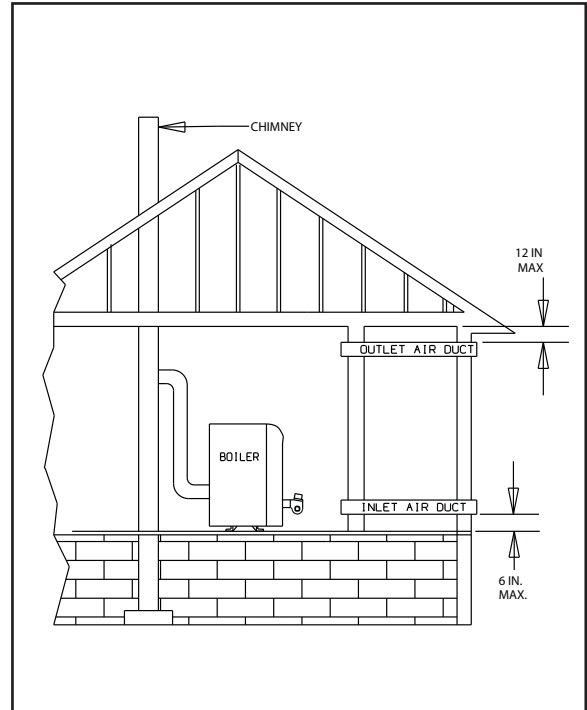 CHIMNEY
12 IN
MAX
OUTLET AIR DUCT
BOILER
INLET AIR DUCT
6 IN.
MAX.